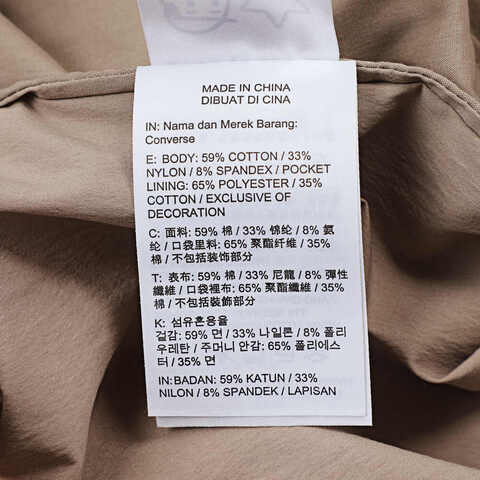 MADE IN CHINA
DIBUAT DI CINA
IN: Nama dan Merek Barang:
Converse
E: BODY: 59% COTTON / 33%
NYLON / 8% SPANDEX / POCKET
LINING: 65% POLYESTER / 35%
COTTON / EXCLUSIVE OF
DECORATION
C: 面料: 59% 棉 / 33% 锦纶 / 8% 氨
纶 / 口袋里料: 65% 聚酯纤维 / 35%
棉 / 不包括装饰部分
T: 表布: 59% 棉 / 33% 尼龍 / 8% 彈性
纖維 / 口袋裡布: 65% 聚酯纖維 / 35%
棉 / 不包括裝飾部分
K: 섬유혼용율
겉감: 59% 면 / 33% 나일론 / 8% 폴리
우레탄 / 주머니 안감: 65% 폴리에스
터 / 35% 면
IN: BADAN: 59% KATUN / 33%
NILON / 8% SPANDEK / LAPISAN